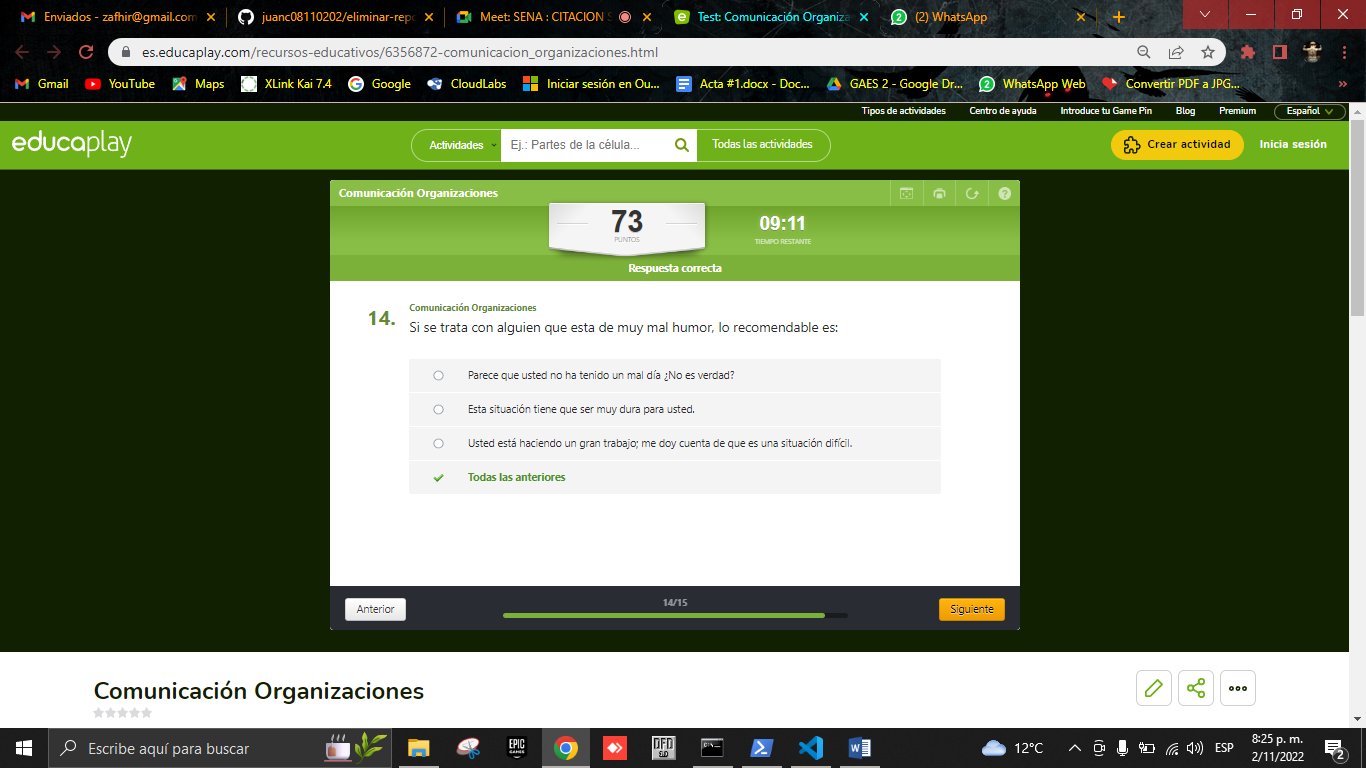 Enviados - zafhir@gmail.com
juanc08110202/eliminar-repo
Meet: SENA : CITACION S
Test: Comunicación Organiza
(2) WhatsApp
es.educaplay.com/recursos-educativos/6356872-comunicacion_organizaciones.html
Gmail
YouTube
Maps
XLink Kai 7.4
Google
CloudLabs
Iniciar sesión en Ou...
Acta #1.docx - Doc...
GAES 2 - Google Dr...
WhatsApp Web
Convertir PDF a JPG...
»
Tipos de actividades
Centro de ayuda
Introduce tu Game Pin
Blog
Premium
Español
educaplay
Actividades
Ej.: Partes de la célula...
Todas las actividades
Crear actividad
Inicia sesión
Comunicación Organizaciones
73
PUNTOS
09:11
TIEMPO RESTANTE
Respuesta correcta
14.
Comunicación Organizaciones
Si se trata con alguien que esta de muy mal humor, lo recomendable es:
Parece que usted no ha tenido un mal día ¿No es verdad?
Esta situación tiene que ser muy dura para usted.
Usted está haciendo un gran trabajo; me doy cuenta de que es una situación difícil.
Todas las anteriores
Anterior
14/15
Siguiente
Comunicación Organizaciones
Escribe aquí para buscar
EPIC GAMES
12°C
ESP
8:25 p. m.
2/11/2022
2